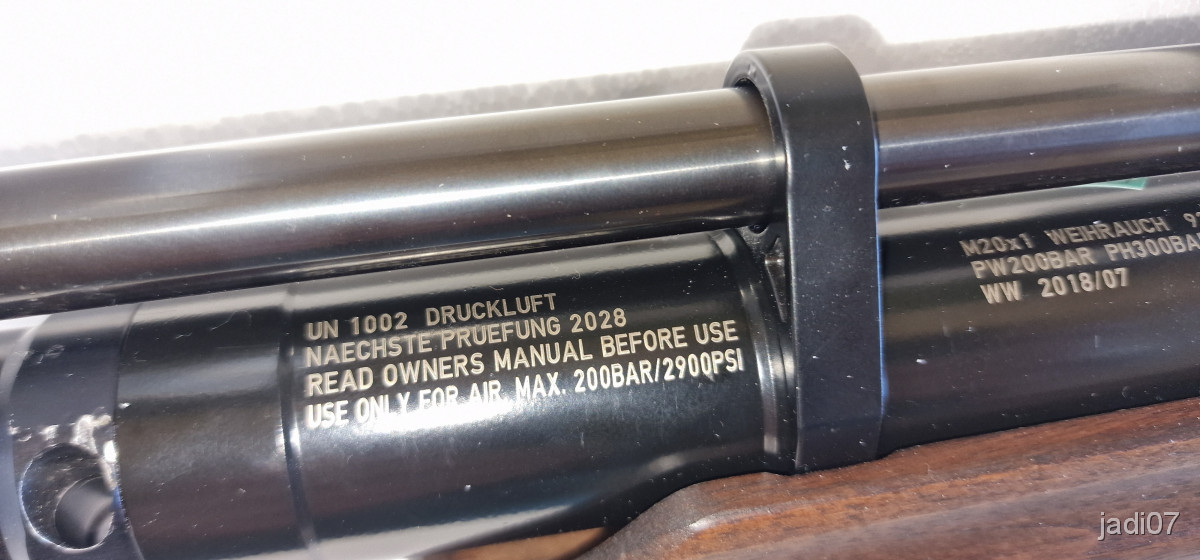 UN 1002 DRUCKLUFT
NAECHSTE PRUEFUNG 2028
READ OWNERS MANUAL BEFORE USE
USE ONLY FOR AIR. MAX. 200BAR/2900PSI
M20x1 WEIHRAUCH
PW200BAR PH300BA
WW 2018/07
jadi07